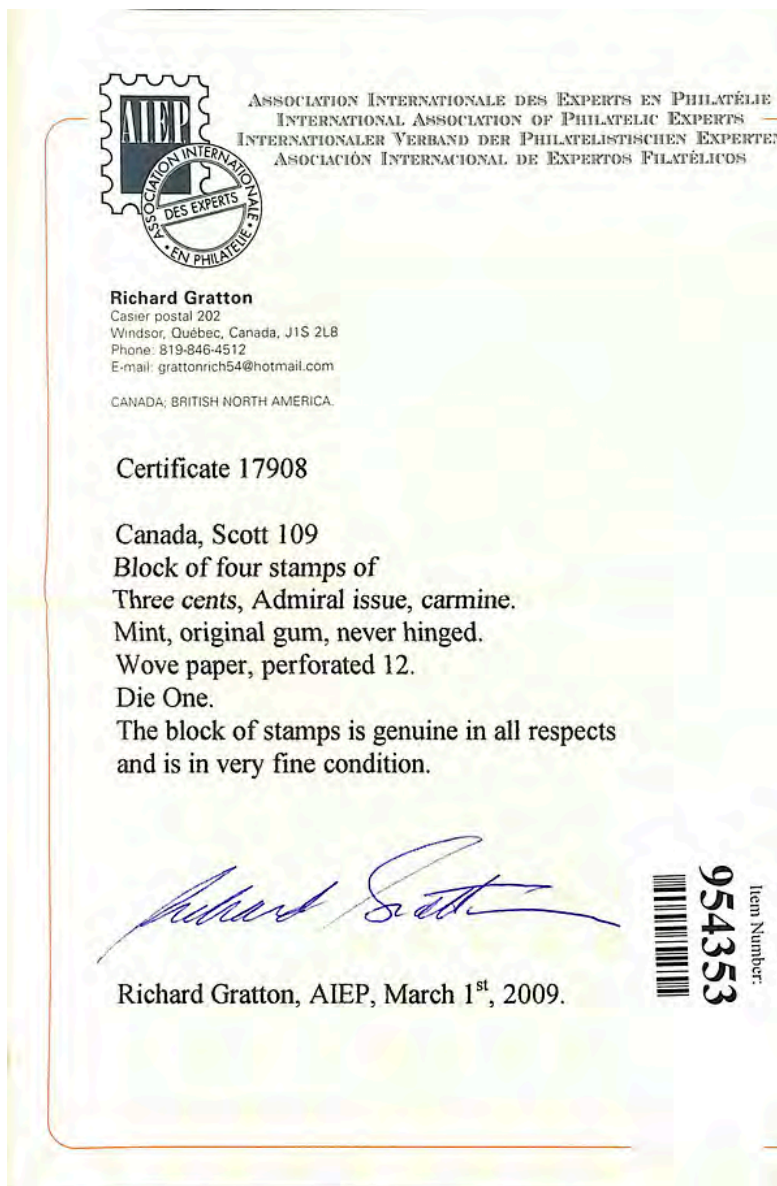 AIEP
ASSOCIATION INTERNATIONALE
DES EXPERTS
• EN PHILATELIE •
ASSOCIATION INTERNATIONALE DES EXPERTS EN PHILATÉLIE
INTERNATIONAL ASSOCIATION OF PHILATELIC EXPERTS
INTERNATIONALER VERBAND DER PHILATELISTISCHEN EXPERTEN
ASOCIACIÓN INTERNACIONAL DE EXPERTOS FILATÉLICOS
Richard Gratton
Casier postal 202
Windsor, Québec, Canada, J1S 2L8
Phone: 819-846-4512
E-mail: grattonrich54@hotmail.com
CANADA; BRITISH NORTH AMERICA.
Certificate 17908
Canada, Scott 109
Block of four stamps of
Three cents, Admiral issue, carmine.
Mint, original gum, never hinged.
Wove paper, perforated 12.
Die One.
The block of stamps is genuine in all respects
and is in very fine condition.
Richard Gratton
Richard Gratton, AIEP, March 1st, 2009.
Item Number:
954353